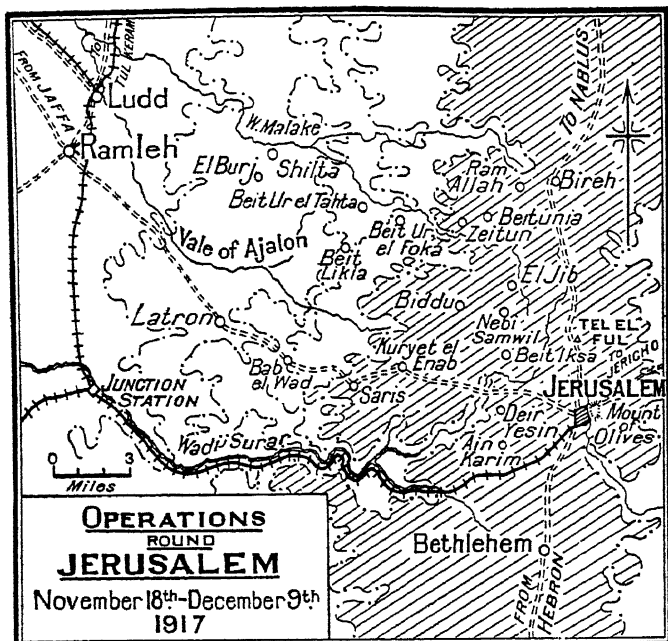 TO
TUL KERAM
FROM JAFFA
Ludd
Ramleh
W. Malake
TO NABLUS
El Burj
Shilta
Ram
Allah
Bireh
Beit Ur el Tahta
Beitunia
Zeitun
Beit Ur
el Foka
Vale of Ajalon
Beit
Likla
El Jib
Biddu
Latron
Nebi
Samwil
TEL EL
FUL
TO
JERICHO
Kuryet el
Enab
Beit Iksa
Bab
el Wad
JUNCTION
STATION
Saris
JERUSALEM
Deir
Yesin
Mount
of
Olives
Wadi Surar
Ain
Karim
0 3
Miles
Bethlehem
FROM
HEBRON
OPERATIONS
ROUND
JERUSALEM
November 18th-December 9th
1917